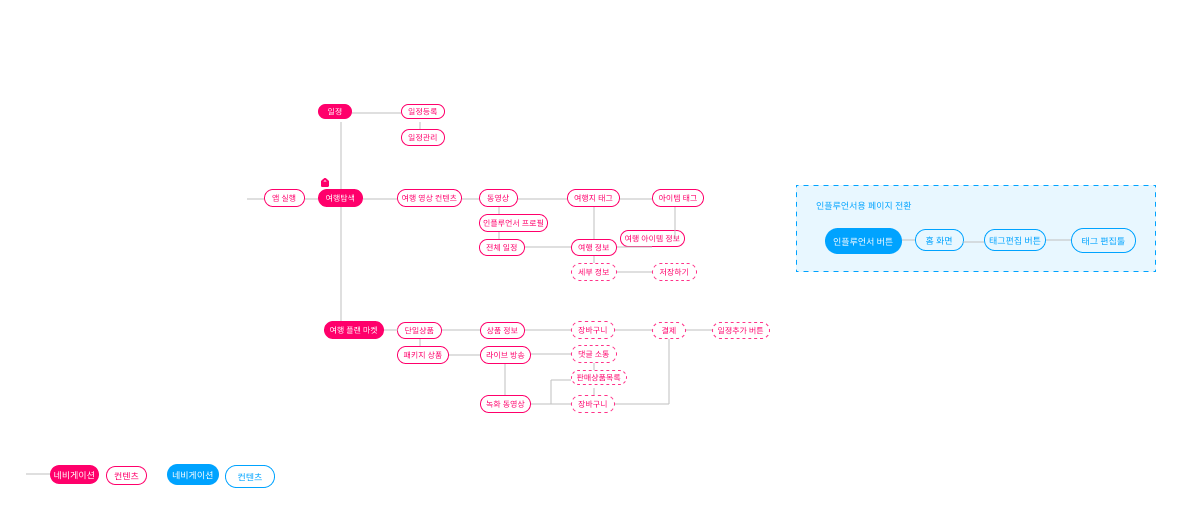 일정
일정등록
일정관리
앱 실행
여행탐색
여행 영상 컨텐츠
동영상
여행지 태그
아이템 태그
인플루언서 프로필
전체 일정
여행 정보
여행 아이템 정보
세부 정보
저장하기
여행 플랜 마켓
단일상품
상품 정보
장바구니
결제
일정추가 버튼
패키지 상품
라이브 방송
댓글 소통
판매상품목록
녹화 동영상
장바구니
인플루언서용 페이지 전환
인플루언서 버튼
홈 화면
태그편집 버튼
태그 편집툴
네비게이션
컨텐츠
네비게이션
컨텐츠